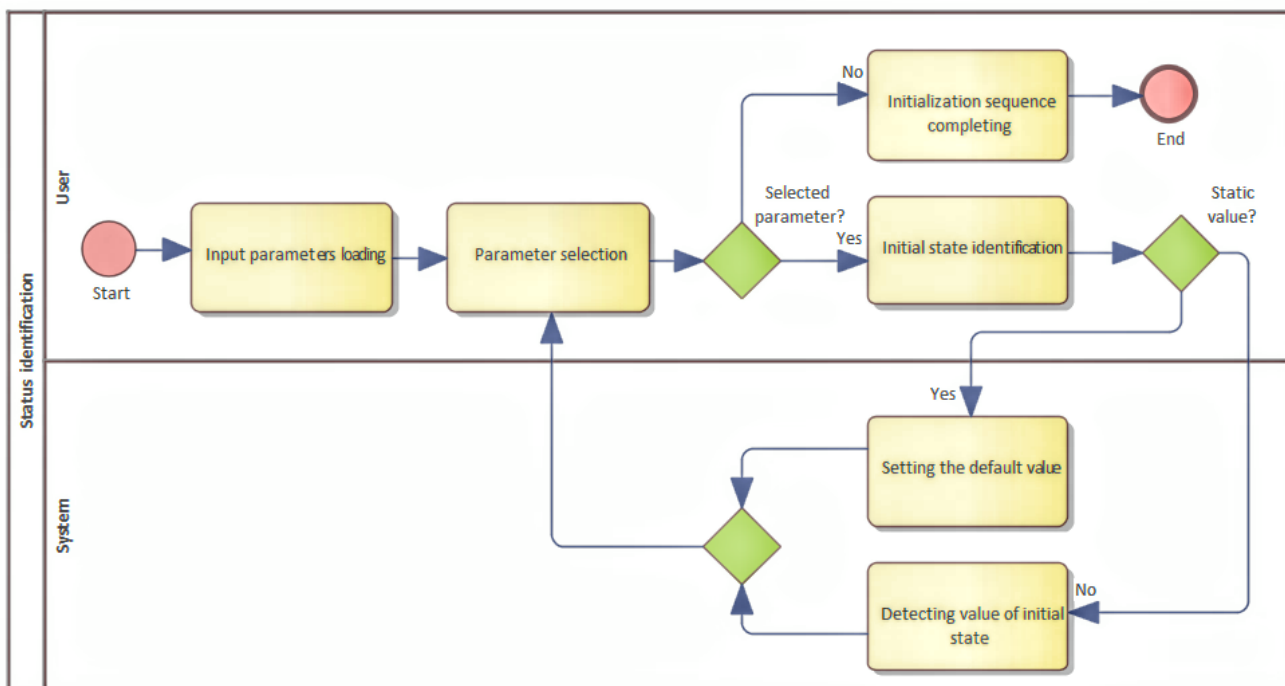 Status identification
User
Start
Input parameters loading
Parameter selection
Selected
parameter?
No
Yes
Initialization sequence
completing
End
Initial state identification
Static
value?
System
Yes
Setting the default value
No
Detecting value of initial
state